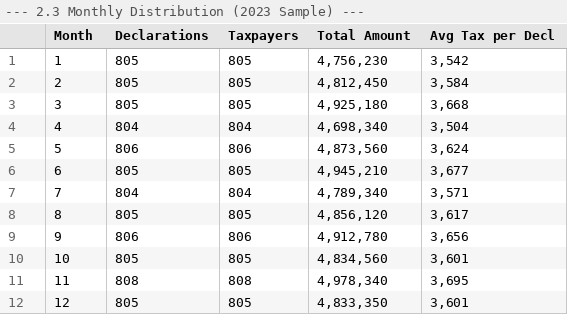 --- 2.3 Monthly Distribution (2023 Sample) ---
Month Declarations Taxpayers Total Amount Avg Tax per Decl
1 1 805 805 4,756,230 3,542
2 2 805 805 4,812,450 3,584
3 3 805 805 4,925,180 3,668
4 4 804 804 4,698,340 3,504
5 5 806 806 4,873,560 3,624
6 6 805 805 4,945,210 3,677
7 7 804 804 4,789,340 3,571
8 8 805 805 4,856,120 3,617
9 9 806 806 4,912,780 3,656
10 10 805 805 4,834,560 3,601
11 11 808 808 4,978,340 3,695
12 12 805 805 4,833,350 3,601